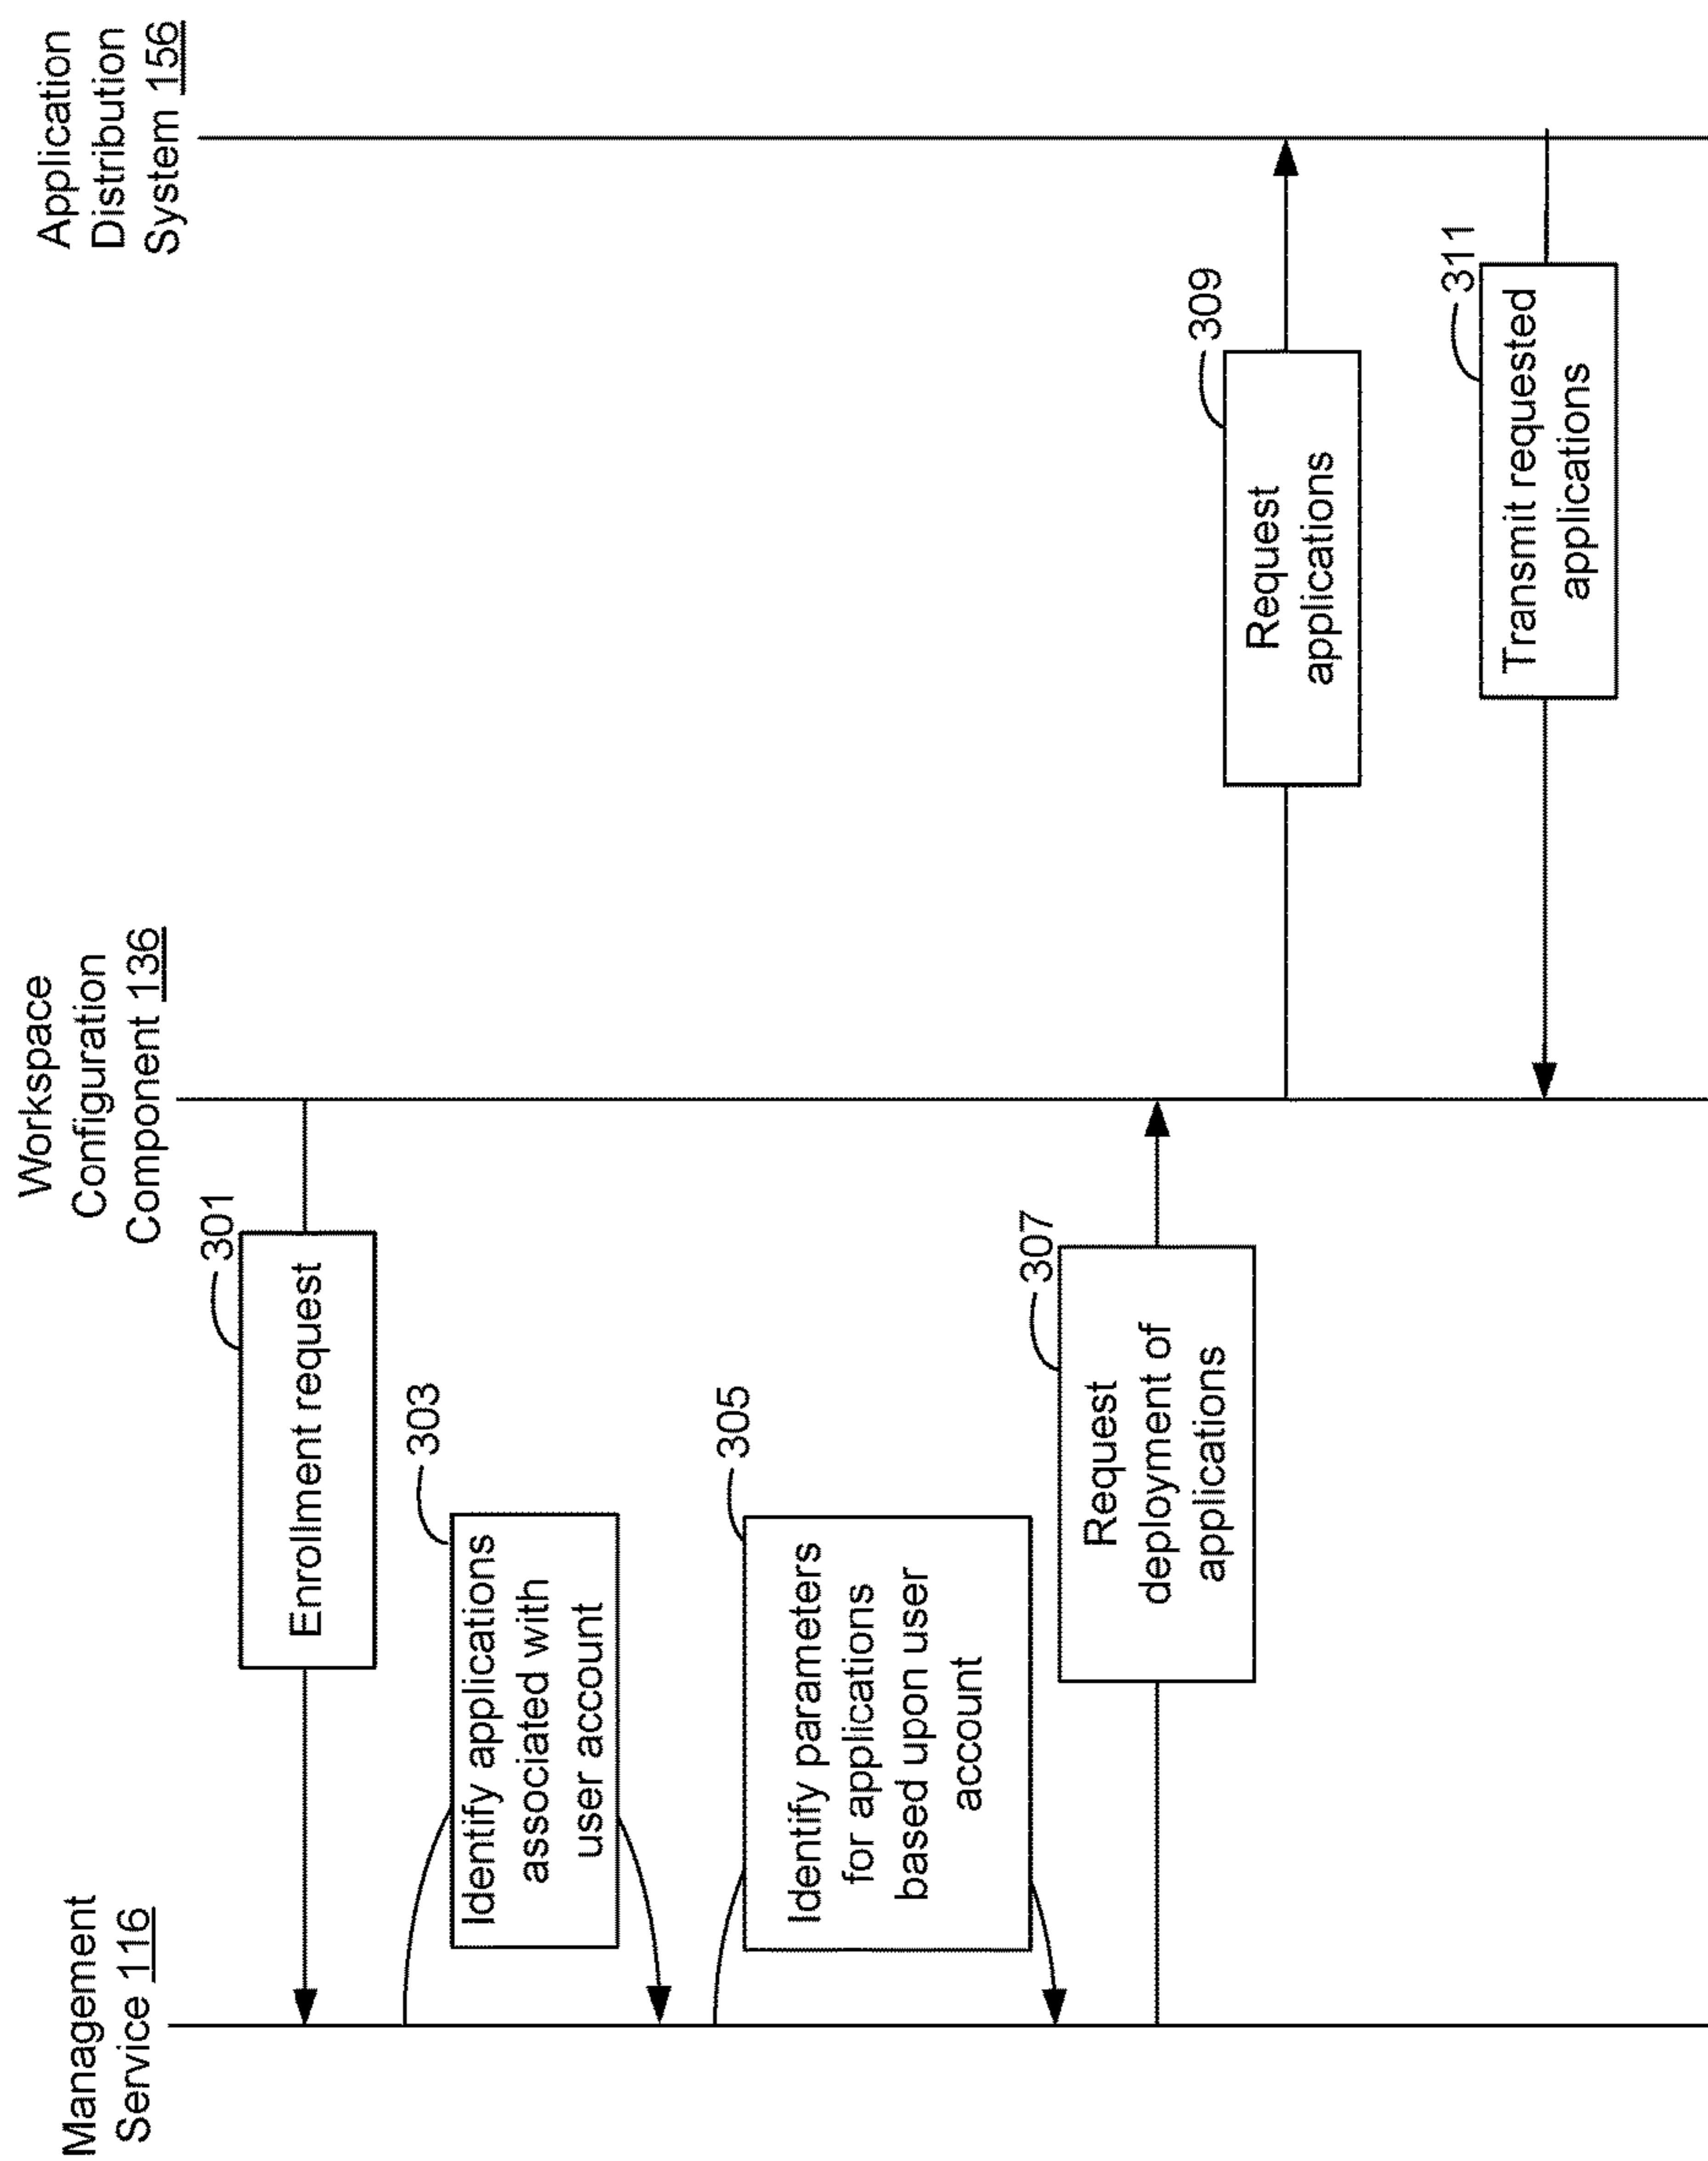 Management
Service 116
Workspace
Configuration
Component 136
Application
Distribution
System 156
301
Enrollment request
303
Identify applications
associated with
user account
305
Identify parameters
for applications
based upon user
account
307
Request
deployment of
applications
309
Request
applications
311
Transmit requested
applications